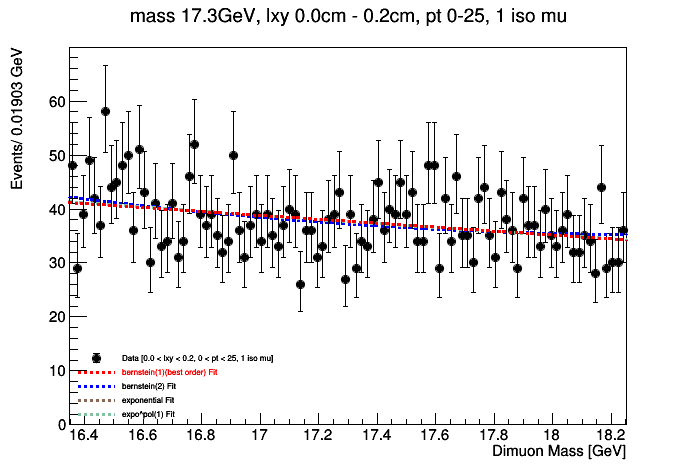 mass 17.3GeV, lxy 0.0cm - 0.2cm, pt 0-25, 1 iso mu
Events/ 0.01903 GeV
60
50
40
30
20
10
0
Data [0.0 < lxy < 0.2, 0 < pt < 25, 1 iso mu]
bernstein(1)(best order) Fit
bernstein(2) Fit
exponential Fit
expo*pol(1) Fit
16.4 16.6 16.8 17 17.2 17.4 17.6 17.8 18 18.2
Dimuon Mass [GeV]